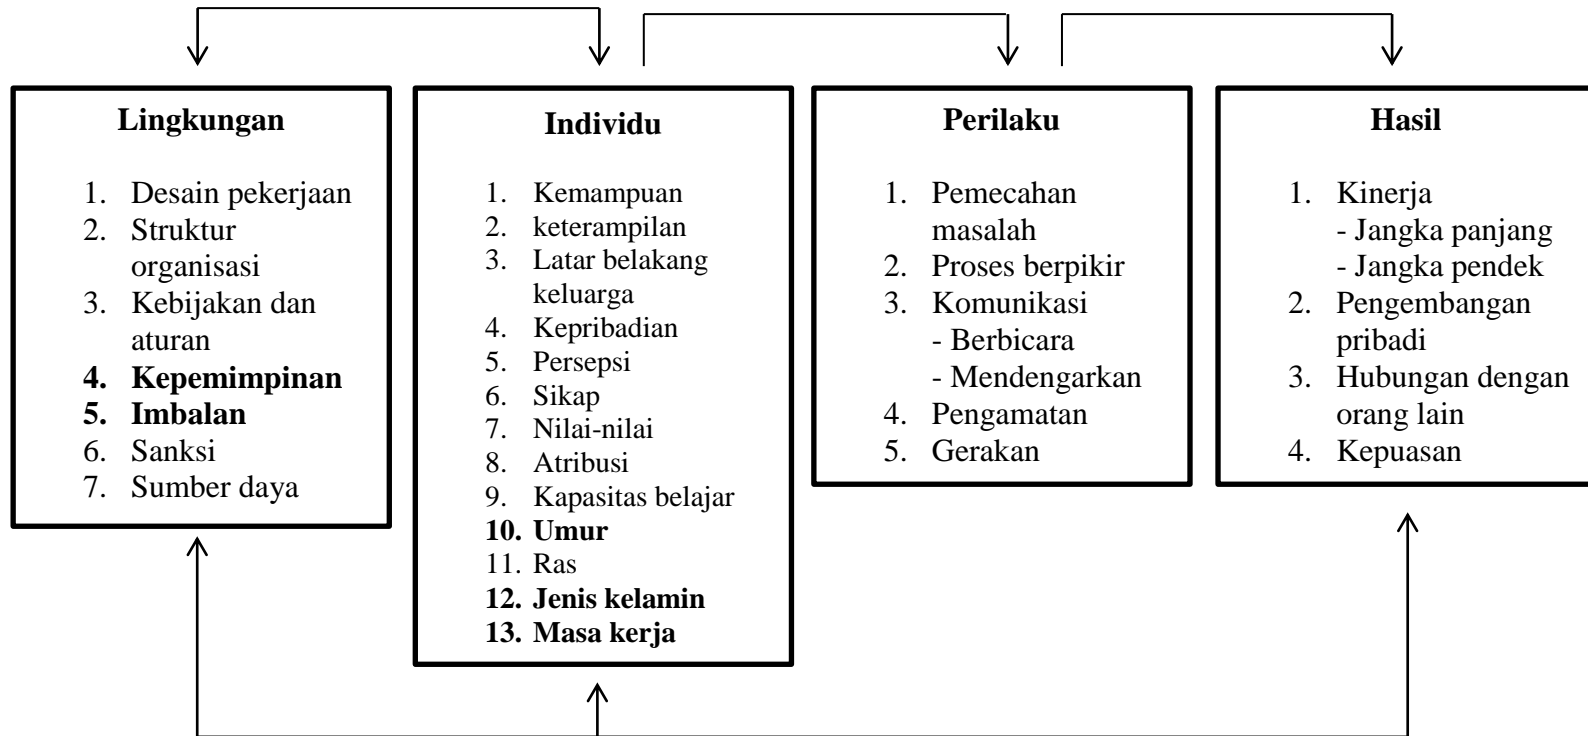 Lingkungan
1. Desain pekerjaan
2. Struktur
organisasi
3. Kebijakan dan
aturan
4. Kepemimpinan
5. Imbalan
6. Sanksi
7. Sumber daya
Individu
1. Kemampuan
2. keterampilan
3. Latar belakang
keluarga
4. Kepribadian
5. Persepsi
6. Sikap
7. Nilai-nilai
8. Atribusi
9. Kapasitas belajar
10. Umur
11. Ras
12. Jenis kelamin
13. Masa kerja
Perilaku
1. Pemecahan
masalah
2. Proses berpikir
3. Komunikasi
- Berbicara
- Mendengarkan
4. Pengamatan
5. Gerakan
Hasil
1. Kinerja
- Jangka panjang
- Jangka pendek
2. Pengembangan
pribadi
3. Hubungan dengan
orang lain
4. Kepuasan